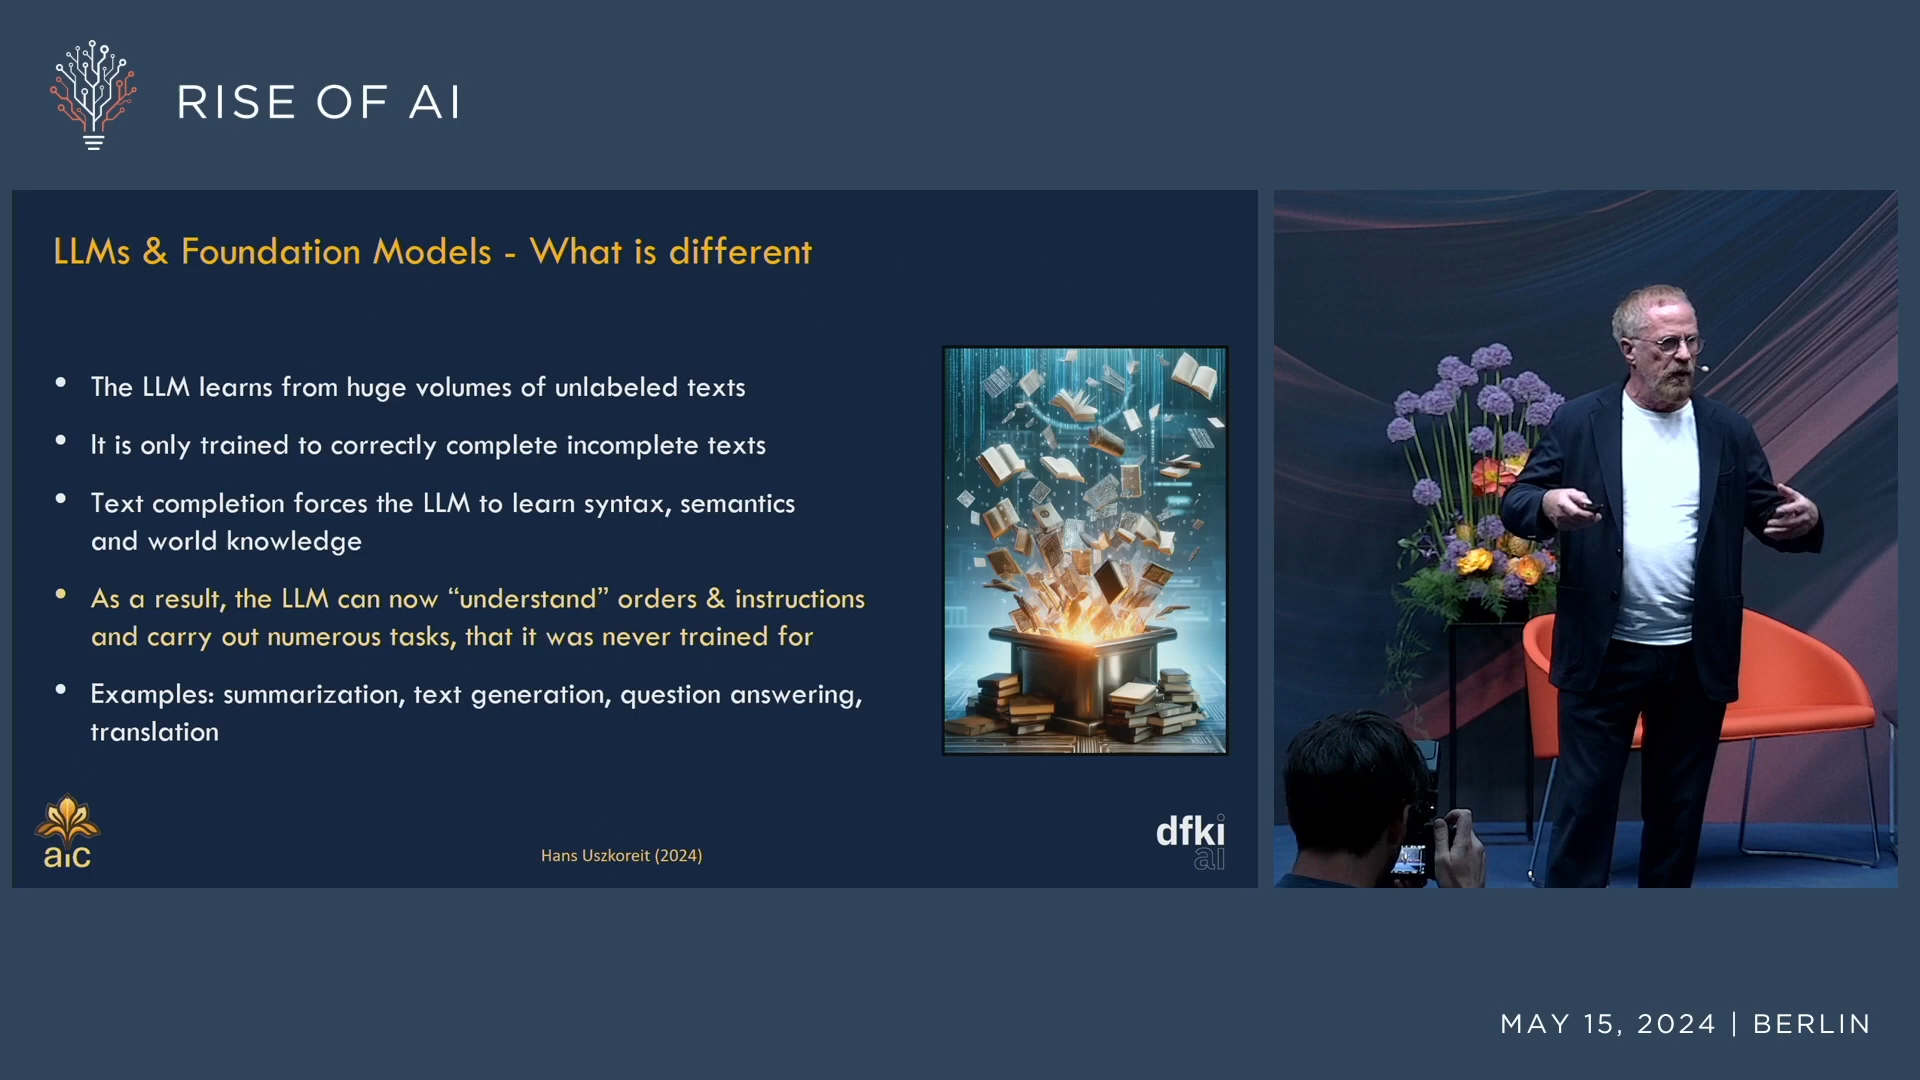 RISE OF AI
LLMs & Foundation Models - What is different
• The LLM learns from huge volumes of unlabeled texts
• It is only trained to correctly complete incomplete texts
• Text completion forces the LLM to learn syntax, semantics
and world knowledge
• As a result, the LLM can now “understand” orders & instructions
and carry out numerous tasks, that it was never trained for
• Examples: summarization, text generation, question answering,
translation
aic
Hans Uszkoreit (2024)
dfki
ai
MAY 15, 2024 | BERLIN